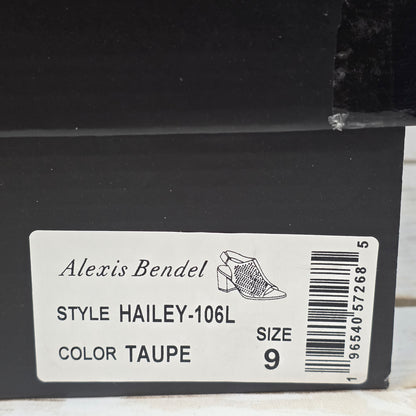 Alexis Bendel
STYLE HAILEY-106L
COLOR TAUPE
SIZE
9
1 96540 57268 5